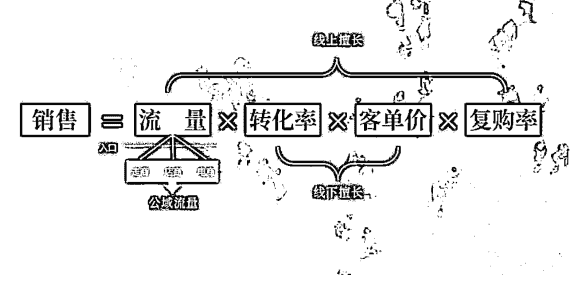 线上擅长
销售 = 流量 × 转化率 × 客单价 × 复购率
入口
线下擅长
公域流量